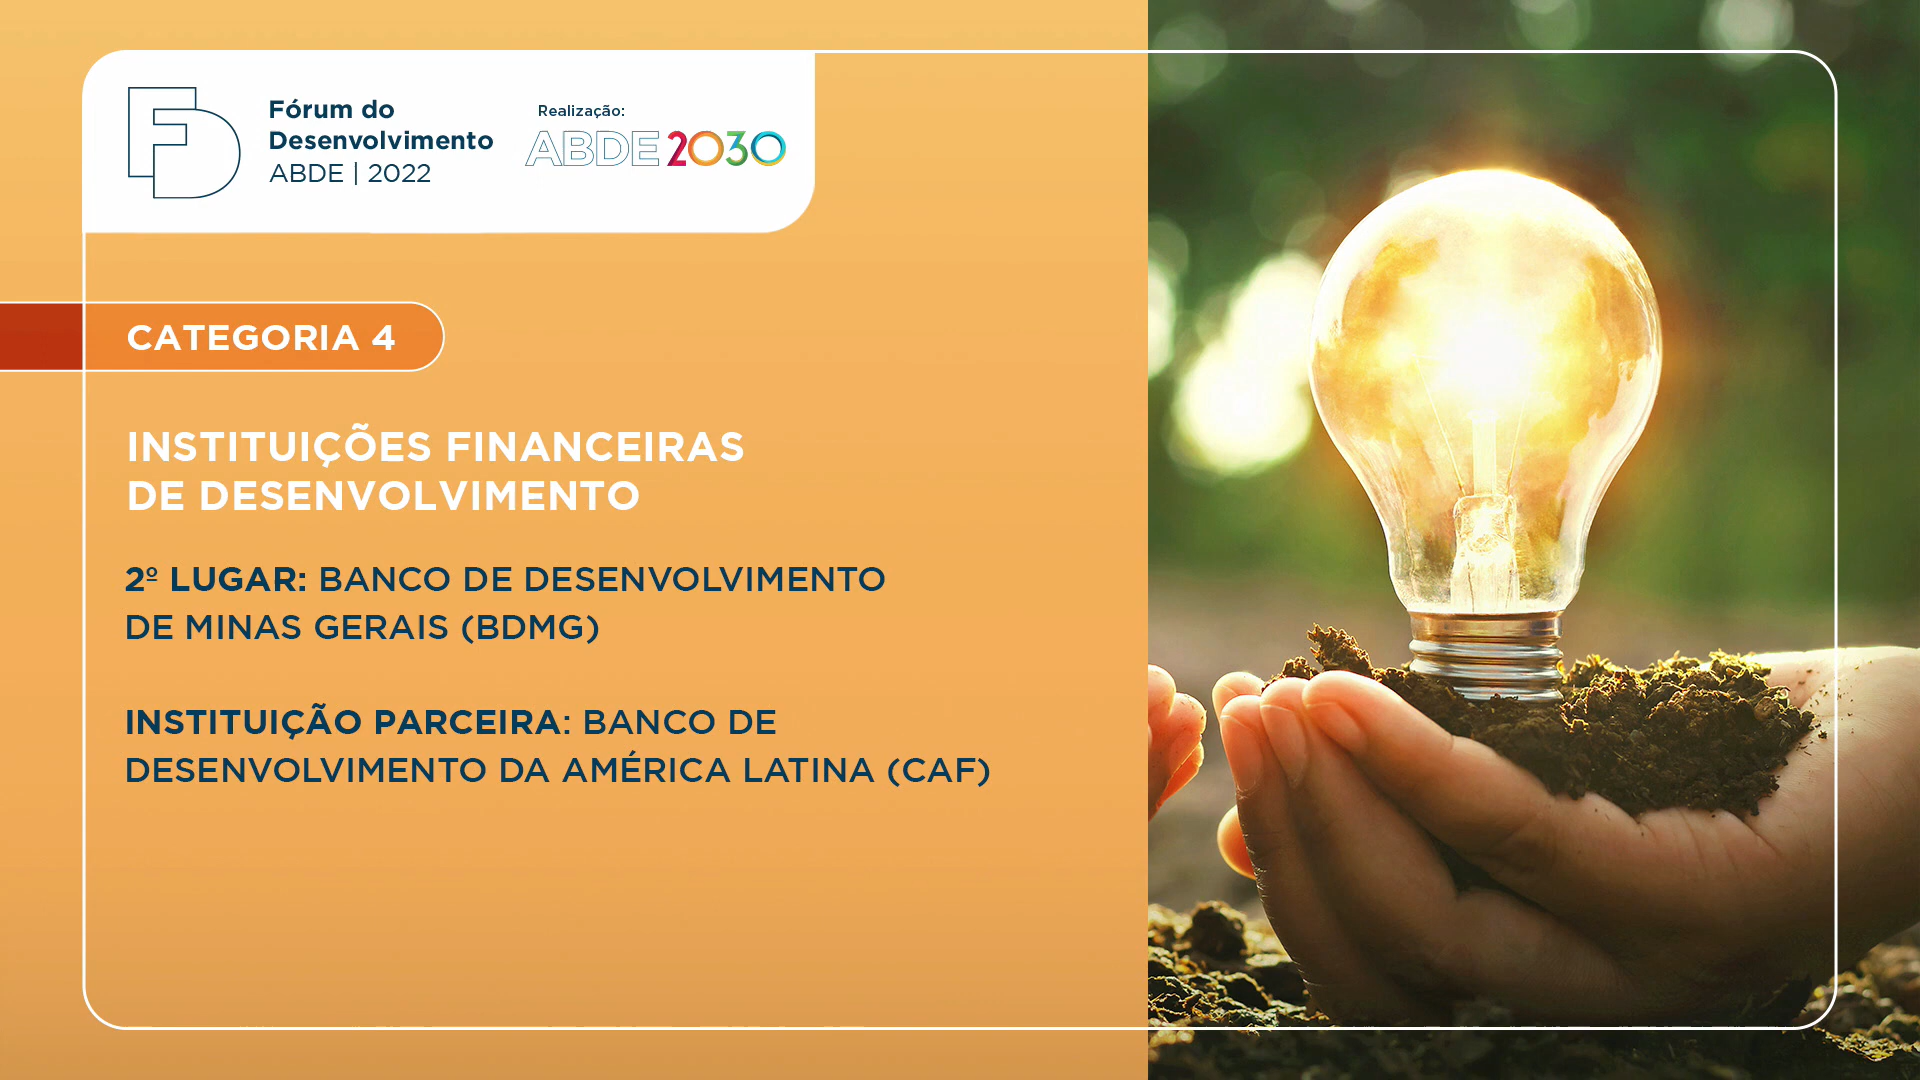 Fórum do
Desenvolvimento
ABDE | 2022
Realização:
ABDE 2030
CATEGORIA 4
INSTITUIÇÕES FINANCEIRAS
DE DESENVOLVIMENTO
2º LUGAR: BANCO DE DESENVOLVIMENTO
DE MINAS GERAIS (BDMG)
INSTITUIÇÃO PARCEIRA: BANCO DE
DESENVOLVIMENTO DA AMÉRICA LATINA (CAF)